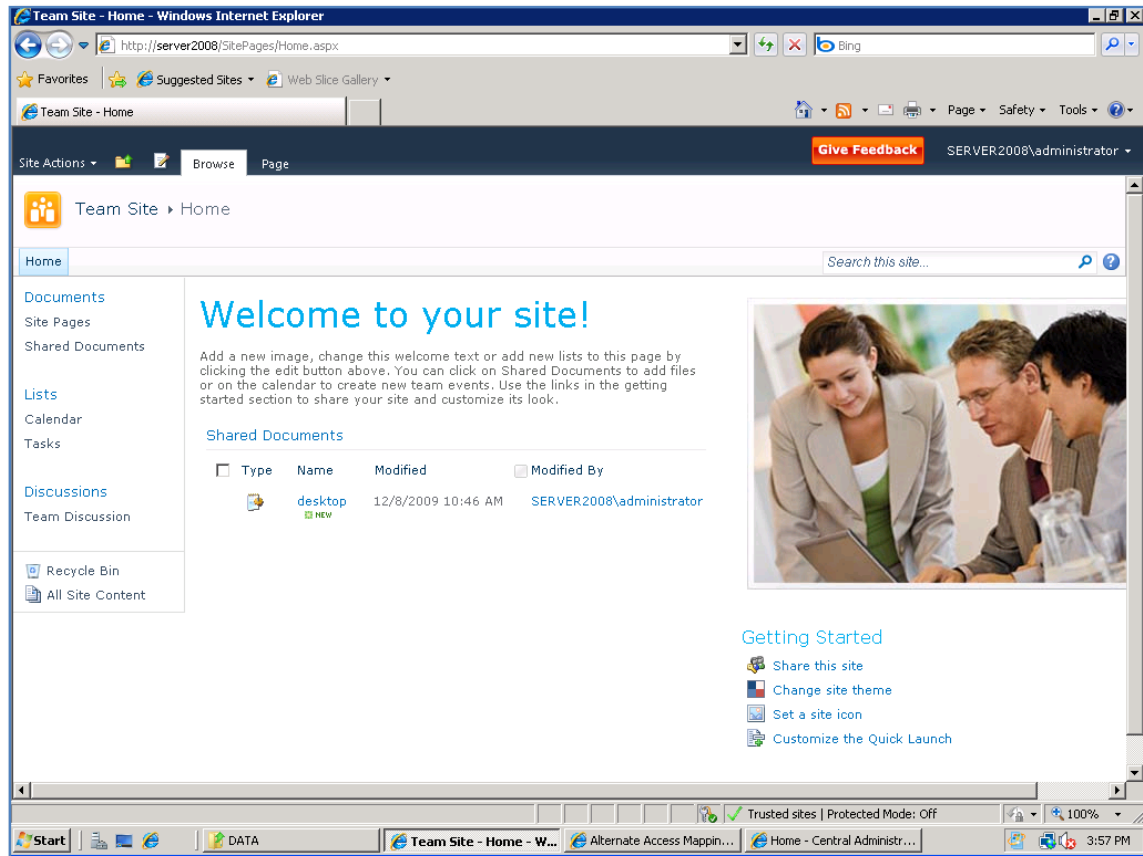 Team Site - Home - Windows Internet Explorer
http://server2008/SitePages/Home.aspx
Bing
Favorites Suggested Sites Web Slice Gallery
Team Site - Home
Page Safety Tools
Site Actions Browse Page Give Feedback SERVER2008\administrator
Team Site Home
Home Search this site...
Documents
Site Pages
Shared Documents
Lists
Calendar
Tasks
Discussions
Team Discussion
Recycle Bin
All Site Content
Welcome to your site!
Add a new image, change this welcome text or add new lists to this page by
clicking the edit button above. You can click on Shared Documents to add files
or on the calendar to create new team events. Use the links in the getting
started section to share your site and customize its look.
Shared Documents
Type Name Modified Modified By
desktop 12/8/2009 10:46 AM SERVER2008\administrator
NEW
Getting Started
Share this site
Change site theme
Set a site icon
Customize the Quick Launch
Trusted sites | Protected Mode: Off 100%
Start DATA Team Site - Home - W... Alternate Access Mappin... Home - Central Administr... 3:57 PM